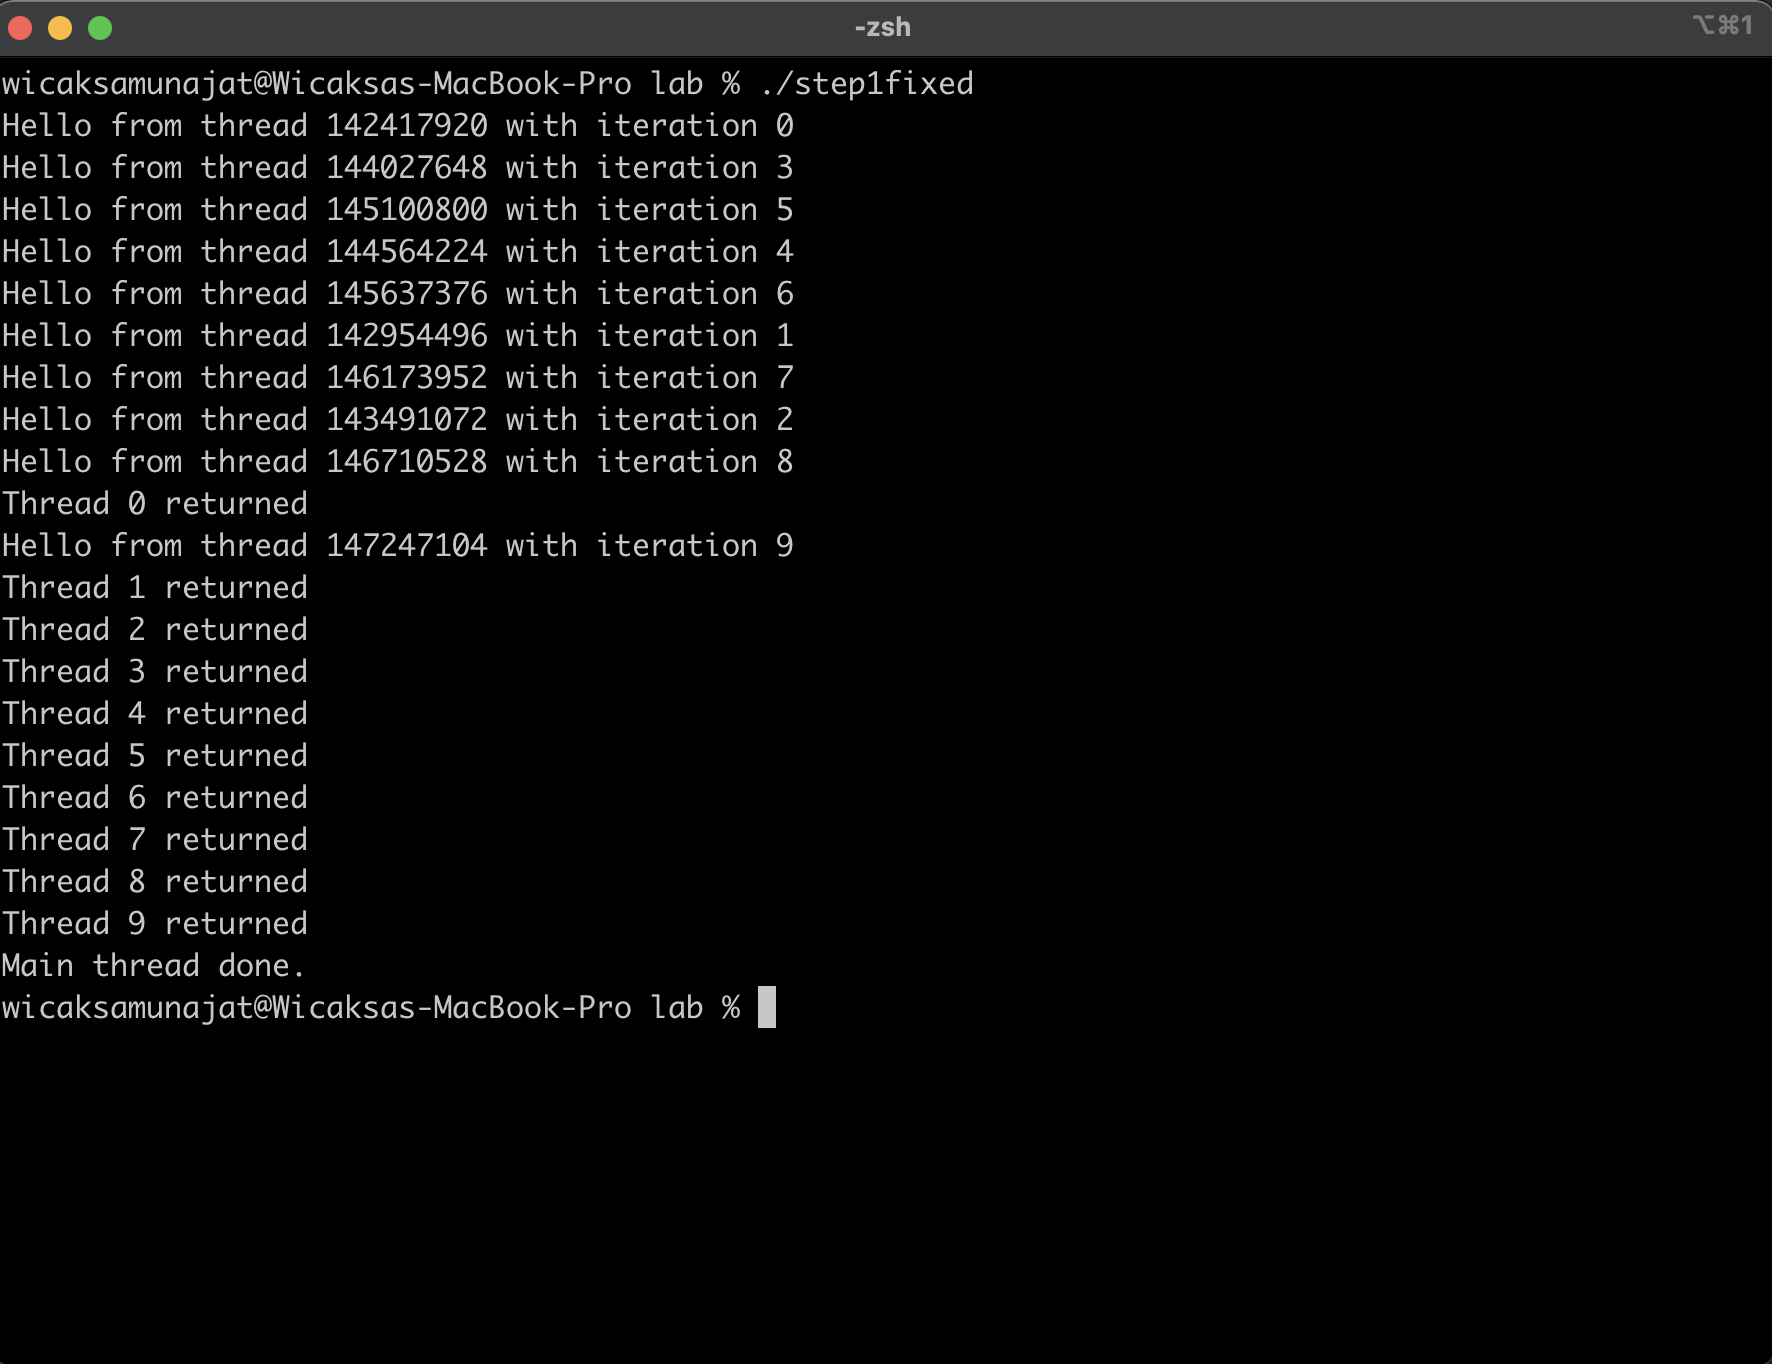 -zsh
⌥⌘1
wicaksamunajat@Wicaksas-MacBook-Pro lab % ./step1fixed
Hello from thread 142417920 with iteration 0
Hello from thread 144027648 with iteration 3
Hello from thread 145100800 with iteration 5
Hello from thread 144564224 with iteration 4
Hello from thread 145637376 with iteration 6
Hello from thread 142954496 with iteration 1
Hello from thread 146173952 with iteration 7
Hello from thread 143491072 with iteration 2
Hello from thread 146710528 with iteration 8
Thread 0 returned
Hello from thread 147247104 with iteration 9
Thread 1 returned
Thread 2 returned
Thread 3 returned
Thread 4 returned
Thread 5 returned
Thread 6 returned
Thread 7 returned
Thread 8 returned
Thread 9 returned
Main thread done.
wicaksamunajat@Wicaksas-MacBook-Pro lab %